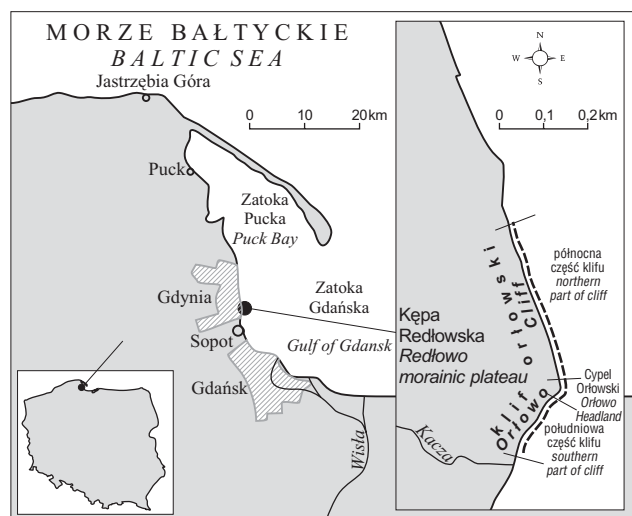 MORZE BAŁTYCKIE
BALTIC SEA
Jastrzębia Góra
0 10 20 km
Puck
Zatoka
Pucka
Puck Bay
Zatoka
Gdańska
Gulf of Gdansk
Gdynia
Sopot
Gdańsk
Wisła
N
W E
S
0 0,1 0,2 km
północna
część klifu
northern
part of cliff
klif orłowski
Orłowo Cliff
Kępa
Redłowska
Redłowo
morainic plateau
Cypel
Orłowski
Orłowo
Headland
południowa
część klifu
southern
part of cliff
Kacza